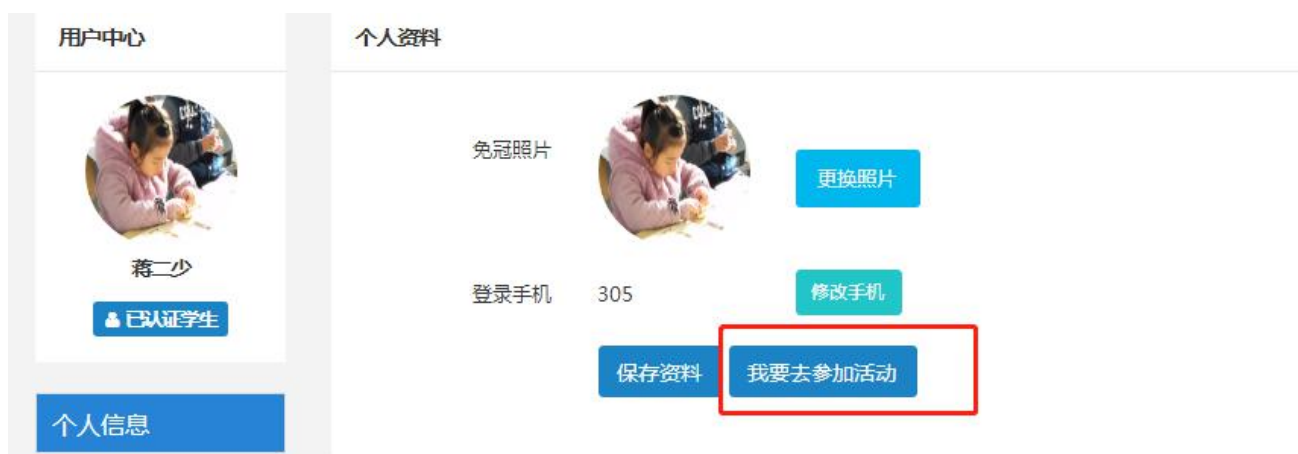 用户中心
个人资料
免冠照片
更换照片
蒋二少
已认证学生
登录手机 305 修改手机
保存资料 我要去参加活动
个人信息